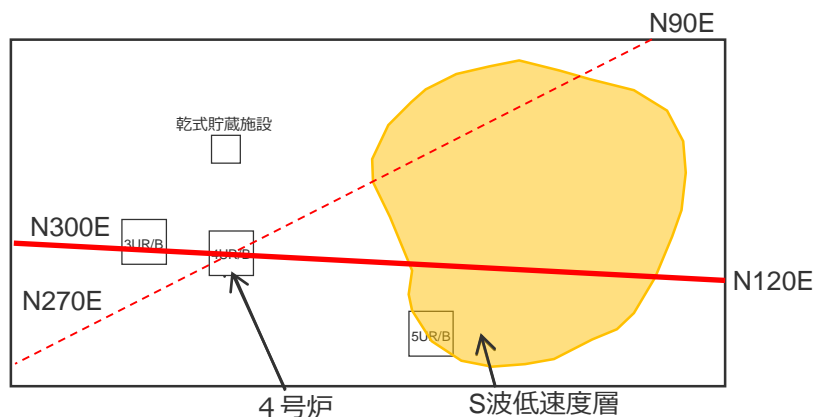 N90E
乾式貯蔵施設
N300E
3UR/B
4UR/B
N120E
N270E
5UR/B
４号炉
S波低速度層